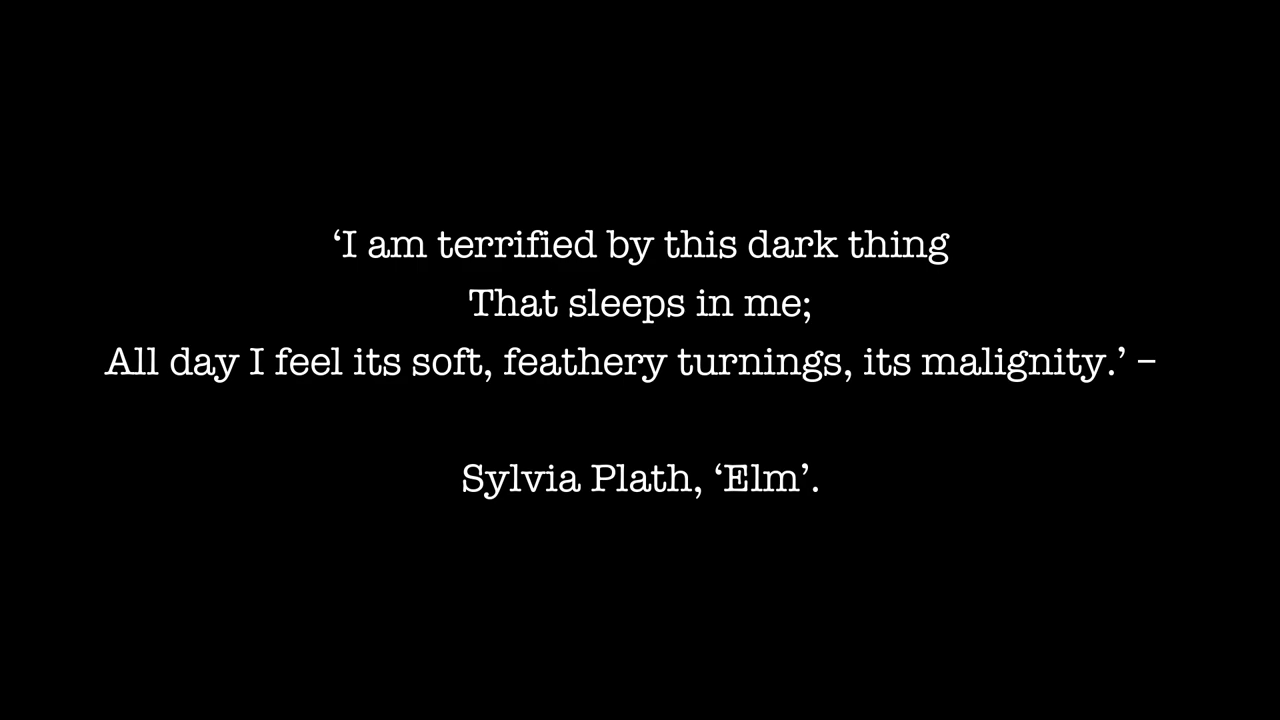 ‘I am terrified by this dark thing
That sleeps in me;
All day I feel its soft, feathery turnings, its malignity.’ –
Sylvia Plath, ‘Elm’.